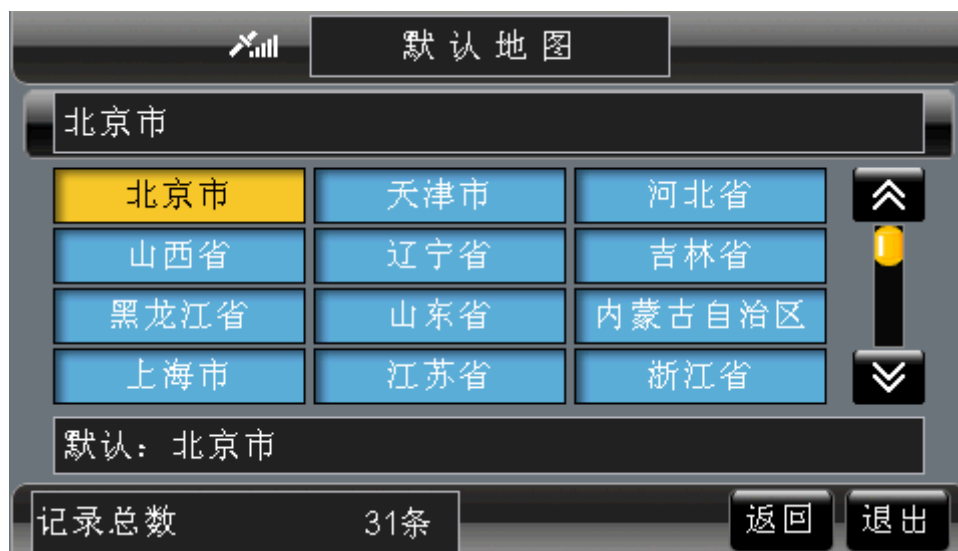 默认地图
北京市
北京市 天津市 河北省
山西省 辽宁省 吉林省
黑龙江省 山东省 内蒙古自治区
上海市 江苏省 浙江省
默认：北京市
记录总数 31条 返回 退出